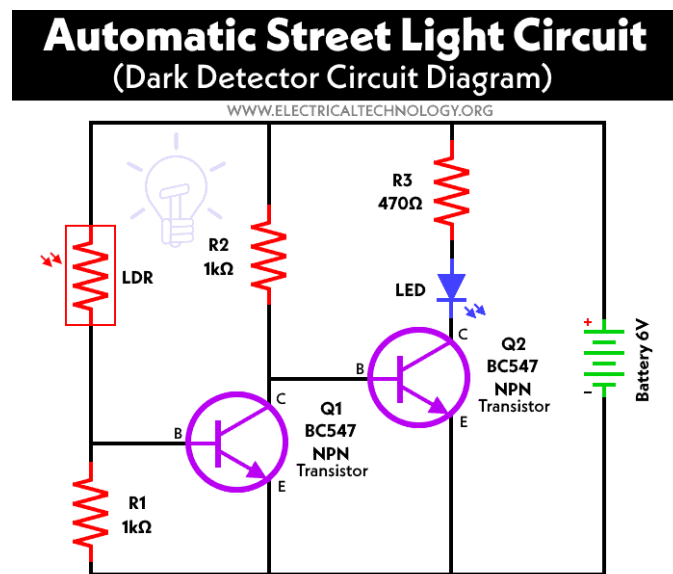 Automatic Street Light Circuit
(Dark Detector Circuit Diagram)
WWW.ELECTRICALTECHNOLOGY.ORG
R3
470Ω
R2
1kΩ
LDR
LED
+
Battery 6V
-
C
B
E
Q2
BC547
NPN
Transistor
C
B
E
Q1
BC547
NPN
Transistor
R1
1kΩ